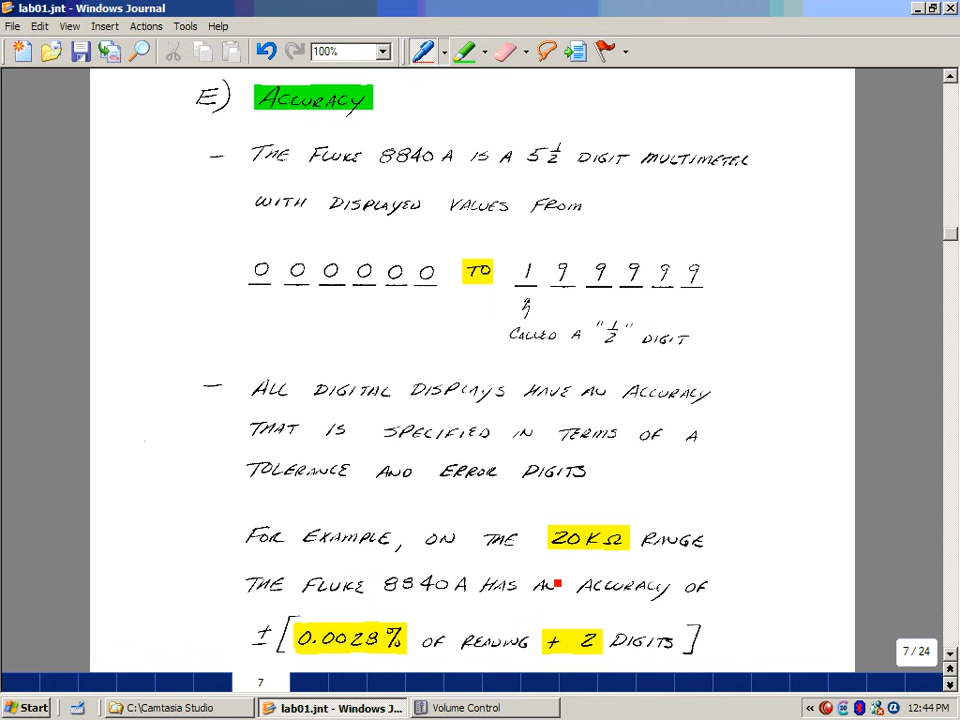 lab01.jnt - Windows Journal
File Edit View Insert Actions Tools Help
100%
E) ACCURACY
- THE FLUKE 8840A IS A 5 1/2 DIGIT MULTIMETER
WITH DISPLAYED VALUES FROM
0 0 0 0 0 0 TO 1 9 9 9 9 9
CALLED A "1/2" DIGIT
- ALL DIGITAL DISPLAYS HAVE AN ACCURACY
THAT IS SPECIFIED IN TERMS OF A
TOLERANCE AND ERROR DIGITS
FOR EXAMPLE, ON THE 20KΩ RANGE
THE FLUKE 8840A HAS AN ACCURACY OF
± [0.0028% OF READING + 2 DIGITS]
7 / 24
7
Start C:\Camtasia Studio lab01.jnt - Windows J... Volume Control 12:44 PM